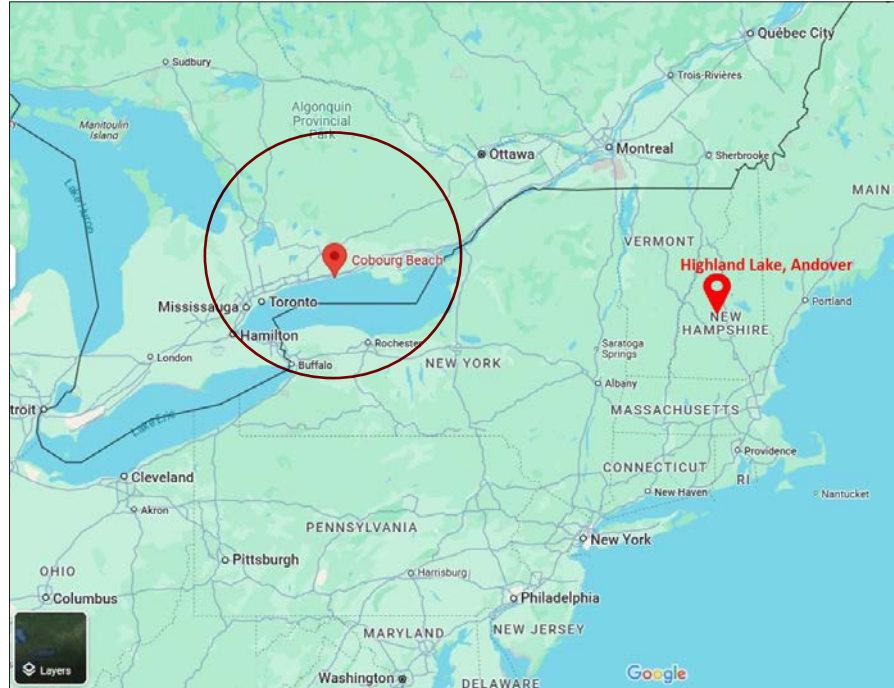 Québec City
Sudbury
Trois-Rivières
Algonquin
Provincial
Park
Manitoulin
Island
Ottawa
Montreal
Sherbrooke
Lake Huron
MAIN
VERMONT
Cobourg Beach
Highland Lake, Andover
Toronto
Mississauga
Portland
NEW
HAMPSHIRE
Hamilton
Rochester
London
Buffalo
NEW YORK
Saratoga
Springs
Albany
troit
MASSACHUSETTS
Lake Erie
Providence
CONNECTICUT
RI
Cleveland
New Haven
Nantucket
Akron
PENNSYLVANIA
New York
Pittsburgh
OHIO
Harrisburg
Columbus
Philadelphia
MARYLAND
NEW JERSEY
Layers
Google
Washington
DELAWARE